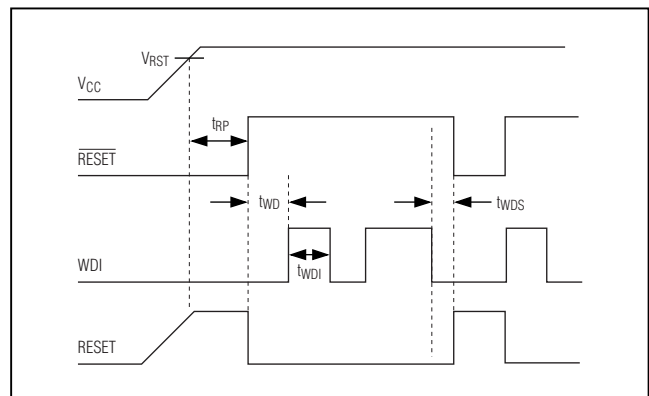 VRST
VCC
tRP
RESET
tWD
tWDS
WDI
tWDI
RESET